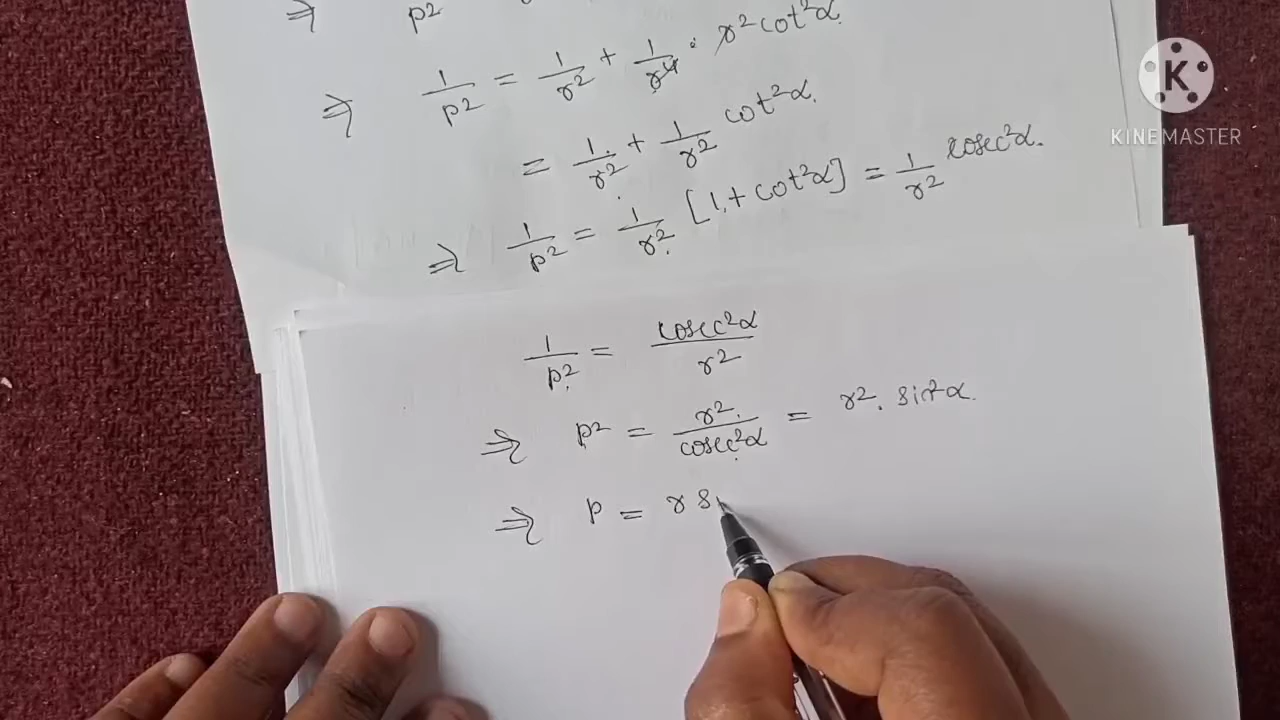 ⇒ p²
⇒ 1/p² = 1/r² + 1/r⁴ · r² cot²α.
= 1/r² + 1/r² cot²α.
⇒ 1/p² = 1/r² [1 + cot²α] = 1/r² cosec²α.
1/p² = cosec²α/r²
⇒ p² = r²/cosec²α = r². sin²α.
⇒ p = r s
K
KINEMASTER